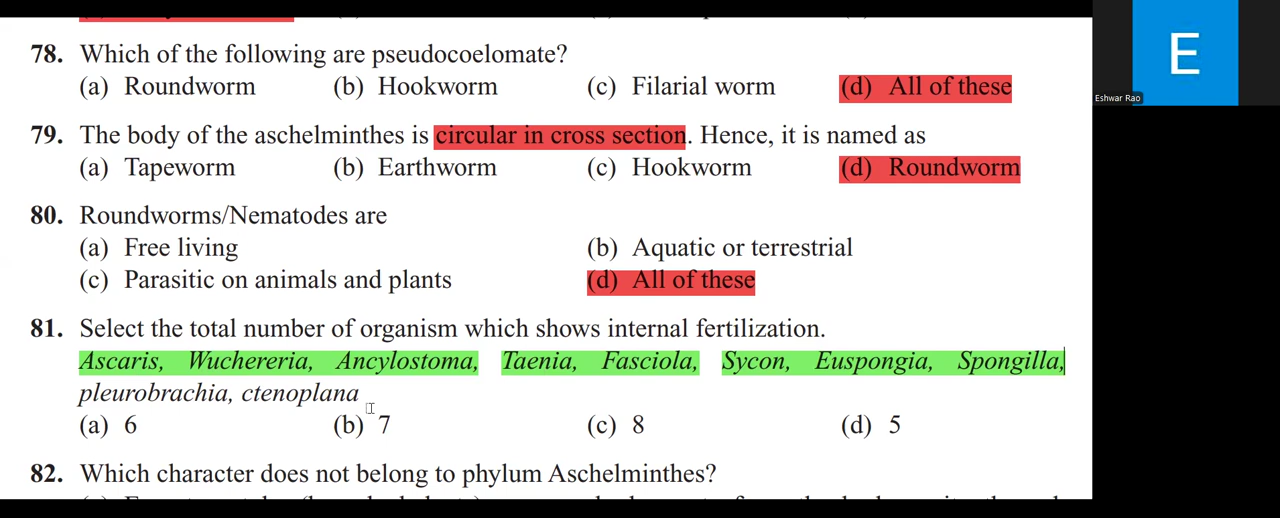 E
Eshwar Rao
78. Which of the following are pseudocoelomate?
(a) Roundworm (b) Hookworm (c) Filarial worm (d) All of these
79. The body of the aschelminthes is circular in cross section. Hence, it is named as
(a) Tapeworm (b) Earthworm (c) Hookworm (d) Roundworm
80. Roundworms/Nematodes are
(a) Free living (b) Aquatic or terrestrial
(c) Parasitic on animals and plants (d) All of these
81. Select the total number of organism which shows internal fertilization.
Ascaris, Wuchereria, Ancylostoma, Taenia, Fasciola, Sycon, Euspongia, Spongilla,
pleurobrachia, ctenoplana
(a) 6 (b) 7 (c) 8 (d) 5
82. Which character does not belong to phylum Aschelminthes?